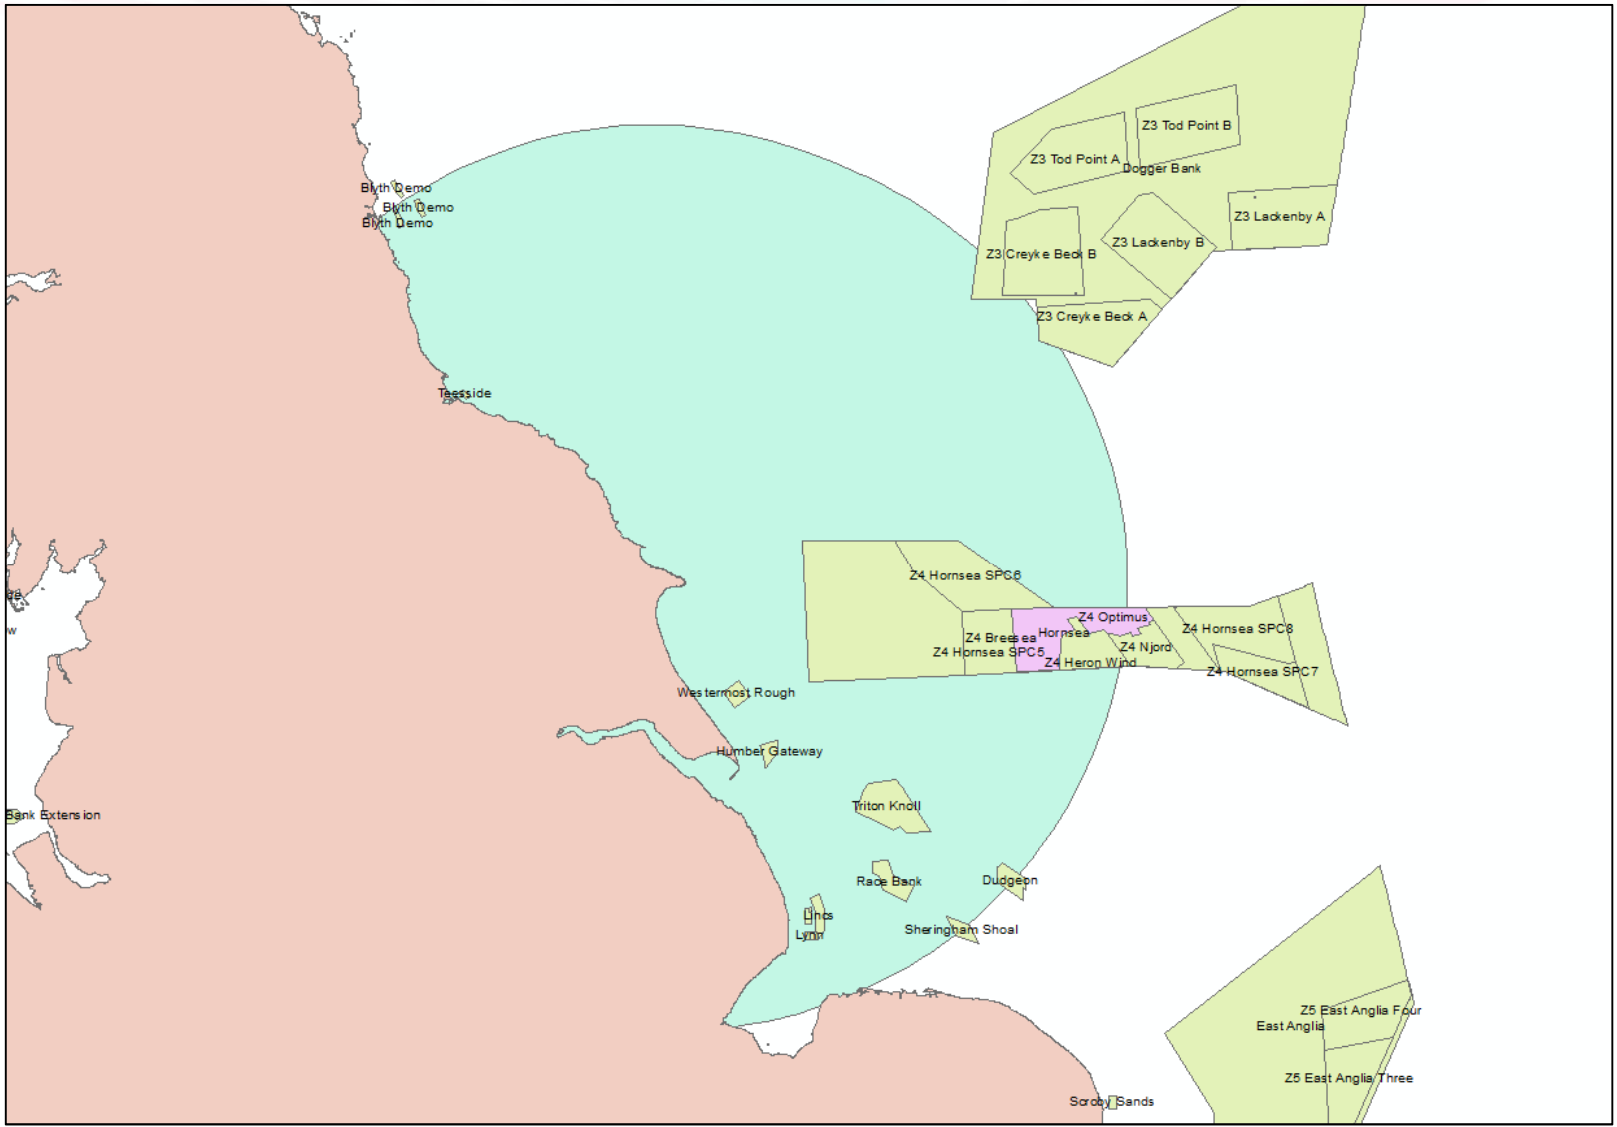 Z3 Tod Point B
Z3 Tod Point A
Dogger Bank
Blyth Demo
Blyth Demo
Blyth Demo
Z3 Lackenby A
Z3 Lackenby B
Z3 Creyke Beck B
Z3 Creyke Beck A
Teesside
Z4 Hornsea SPC6
Z4 Optimus
Z4 Hornsea SPC8
Hornsea
Z4 Breesea
Z4 Njord
Z4 Hornsea SPC5
Z4 Heron Wind
Z4 Hornsea SPC7
w
Westermost Rough
Humber Gateway
Triton Knoll
Bank Extension
Race Bank
Dudgeon
Lincs
Sheringham Shoal
Lynn
Z5 East Anglia Four
East Anglia
Z5 East Anglia Three
Scroby Sands